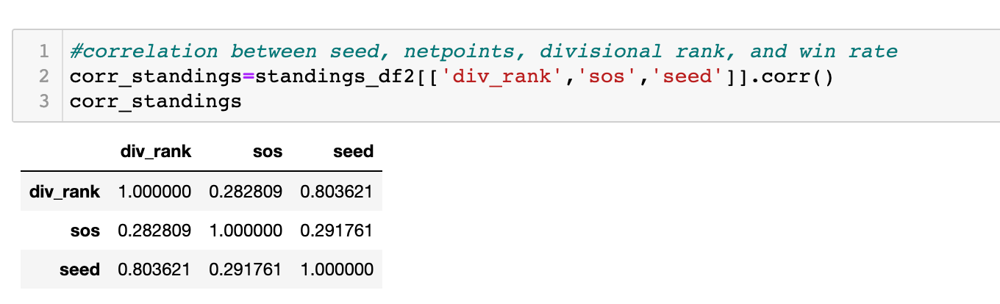 1 #correlation between seed, netpoints, divisional rank, and win rate
2 corr_standings=standings_df2[['div_rank','sos','seed']].corr()
3 corr_standings
div_rank sos seed
div_rank 1.000000 0.282809 0.803621
sos 0.282809 1.000000 0.291761
seed 0.803621 0.291761 1.000000